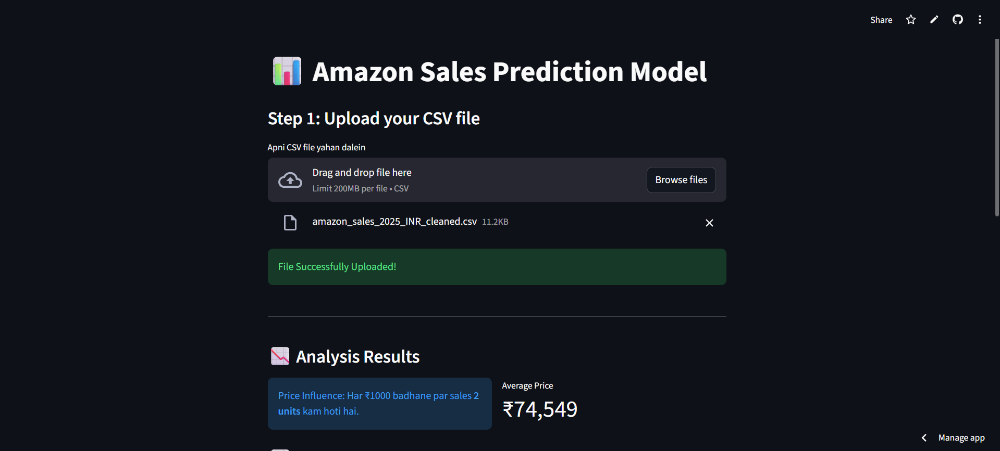 Share
Amazon Sales Prediction Model
Step 1: Upload your CSV file
Apni CSV file yahan dalein
Drag and drop file here
Limit 200MB per file • CSV
Browse files
amazon_sales_2025_INR_cleaned.csv 11.2KB
File Successfully Uploaded!
Analysis Results
Price Influence: Har ₹1000 badhane par sales 2
units kam hoti hai.
Average Price
₹74,549
Manage app